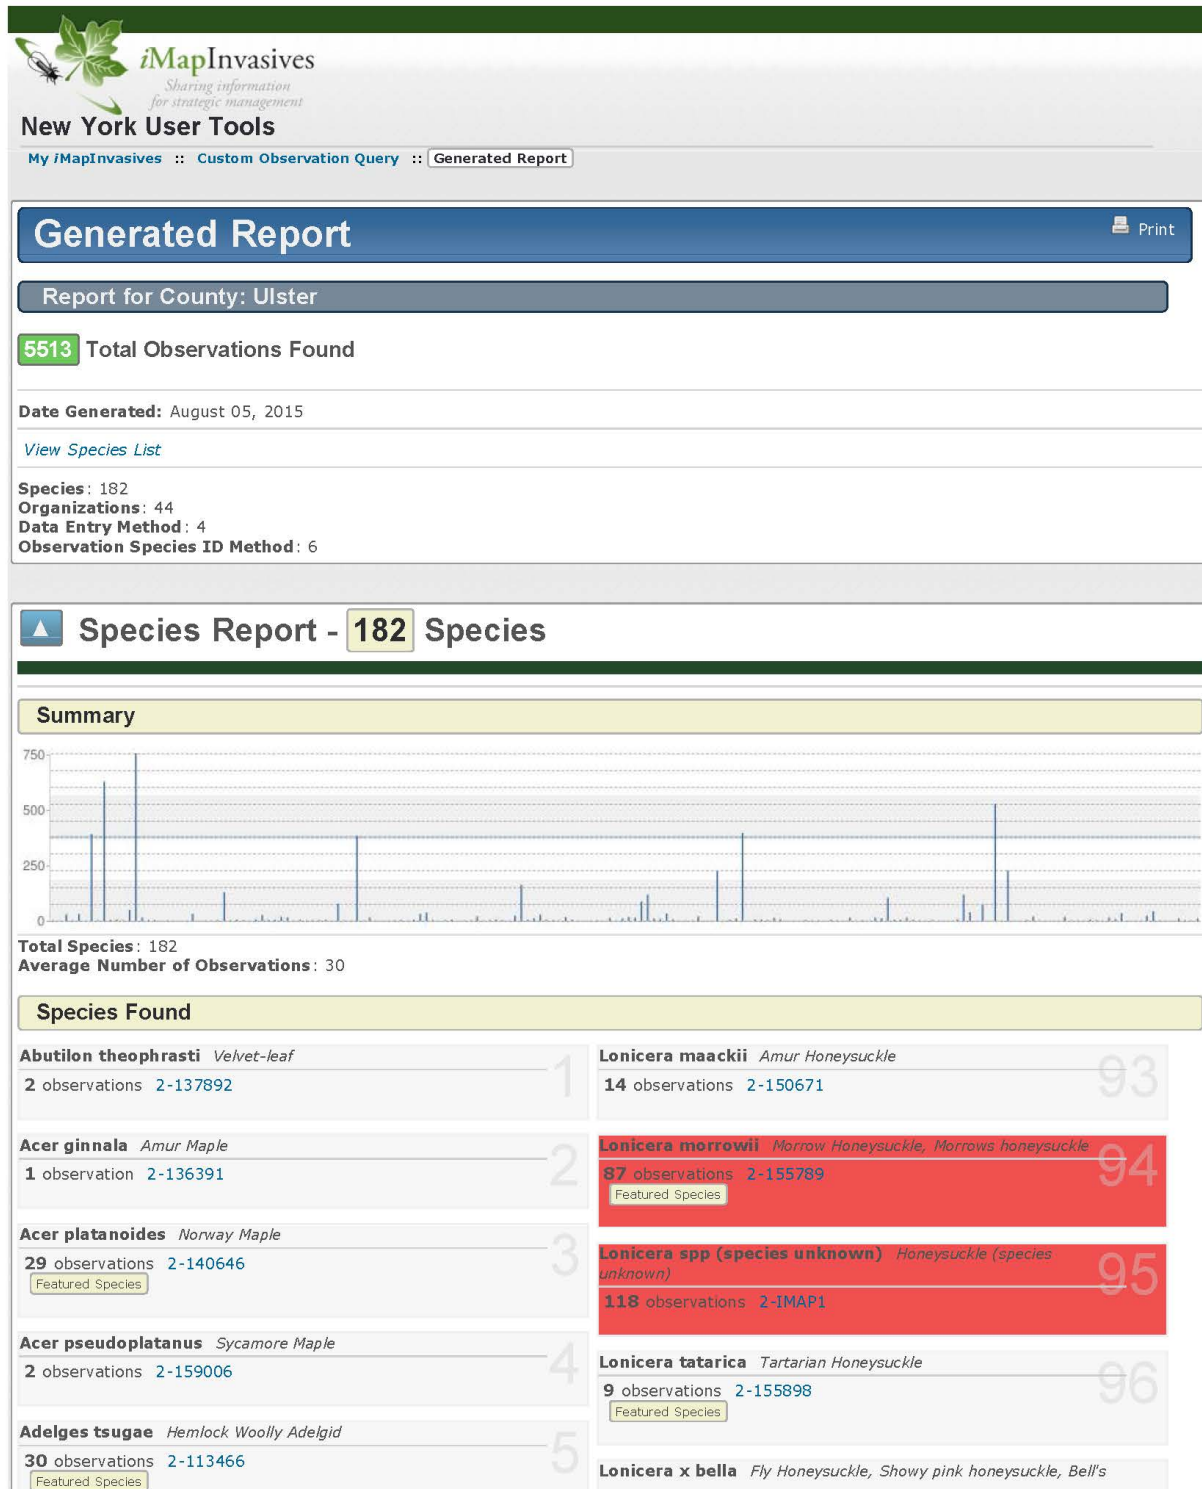 iMapInvasives
Sharing information
for strategic management
New York User Tools
My iMapInvasives :: Custom Observation Query :: Generated Report
Generated Report
Print
Report for County: Ulster
5513 Total Observations Found
Date Generated: August 05, 2015
View Species List
Species: 182
Organizations: 44
Data Entry Method: 4
Observation Species ID Method: 6
Species Report - 182 Species
Summary
750
500
250
0
Total Species: 182
Average Number of Observations: 30
Species Found
Abutilon theophrasti Velvet-leaf
1
2 observations 2-137892
Acer ginnala Amur Maple
2
1 observation 2-136391
Acer platanoides Norway Maple
3
29 observations 2-140646
Featured Species
Acer pseudoplatanus Sycamore Maple
4
2 observations 2-159006
Adelges tsugae Hemlock Woolly Adelgid
5
30 observations 2-113466
Featured Species
Lonicera maackii Amur Honeysuckle
93
14 observations 2-150671
Lonicera morrowii Morrow Honeysuckle, Morrows honeysuckle
94
87 observations 2-155789
Featured Species
Lonicera spp (species unknown) Honeysuckle (species
unknown)
95
118 observations 2-IMAP1
Lonicera tatarica Tartarian Honeysuckle
96
9 observations 2-155898
Featured Species
Lonicera x bella Fly Honeysuckle, Showy pink honeysuckle, Bell's